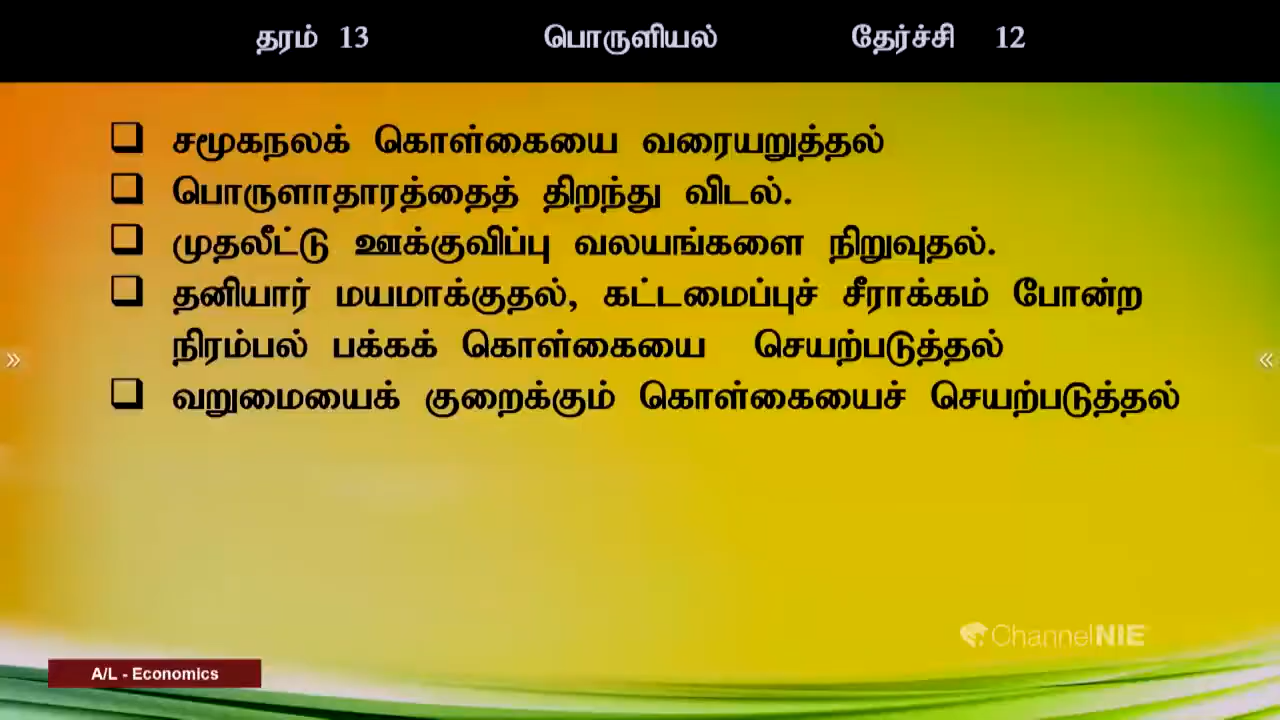 தரம் 13 பொருளியல் தேர்ச்சி 12
❑ சமூகநலக் கொள்கையை வரையறுத்தல்
❑ பொருளாதாரத்தைத் திறந்து விடல்.
❑ முதலீட்டு ஊக்குவிப்பு வலயங்களை நிறுவுதல்.
❑ தனியார் மயமாக்குதல், கட்டமைப்புச் சீராக்கம் போன்ற
நிரம்பல் பக்கக் கொள்கையை செயற்படுத்தல்
❑ வறுமையைக் குறைக்கும் கொள்கையைச் செயற்படுத்தல்
ChannelNIE
A/L - Economics